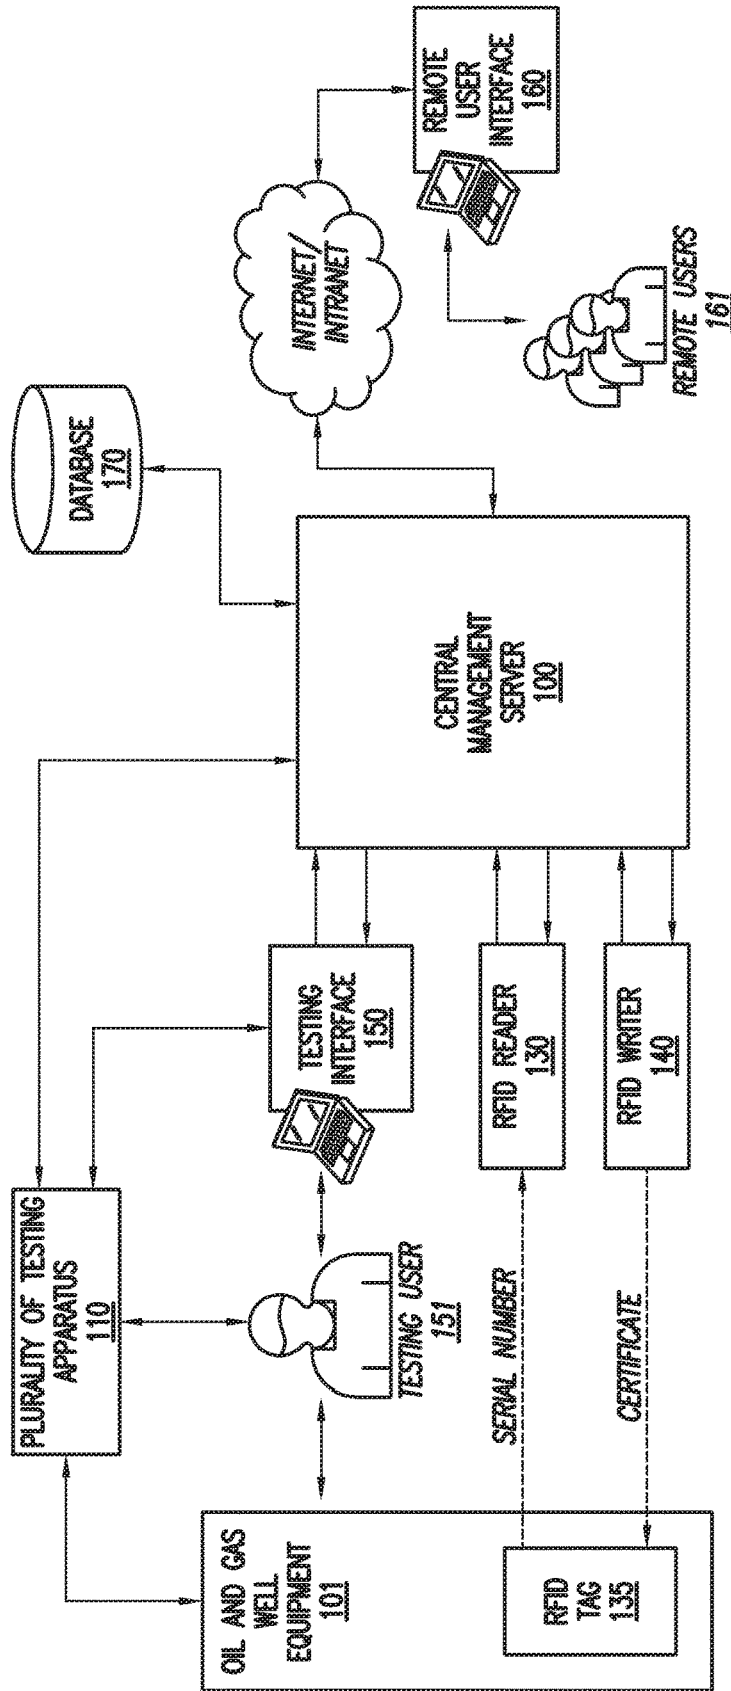 PLURALITY OF TESTING
APPARATUS
110
OIL AND GAS
WELL
EQUIPMENT
101
RFID
TAG
135
TESTING USER
151
SERIAL NUMBER
CERTIFICATE
TESTING
INTERFACE
150
RFID READER
130
RFID WRITER
140
CENTRAL
MANAGEMENT
SERVER
100
DATABASE
170
INTERNET/
INTRANET
REMOTE
USER
INTERFACE
160
REMOTE USERS
161